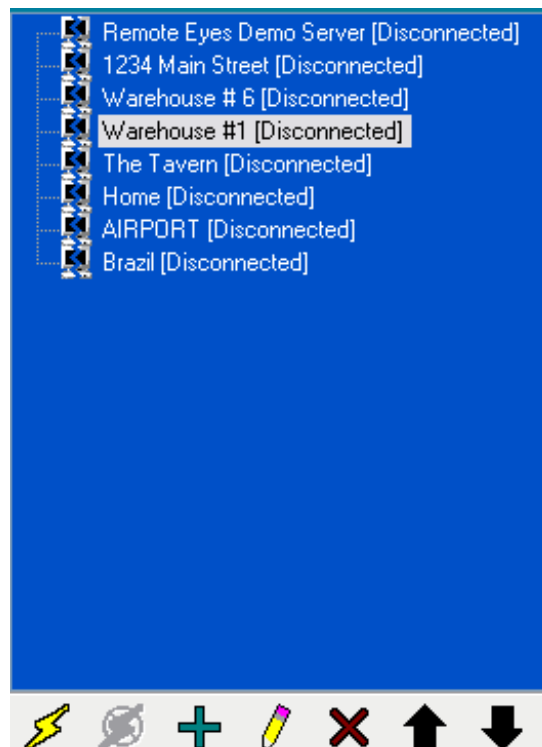 Remote Eyes Demo Server [Disconnected]
1234 Main Street [Disconnected]
Warehouse # 6 [Disconnected]
Warehouse #1 [Disconnected]
The Tavern [Disconnected]
Home [Disconnected]
AIRPORT [Disconnected]
Brazil [Disconnected]